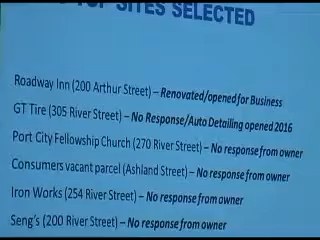 TOP SITES SELECTED
Roadway Inn (200 Arthur Street) – Renovated/opened for Business
GT Tire (305 River Street) – No Response/Auto Detailing opened 2016
Port City Fellowship Church (270 River Street) – No response from owner
Consumers vacant parcel (Ashland Street) – No response from owner
Iron Works (254 River Street) – No response from owner
Seng's (200 River Street) – No response from owner